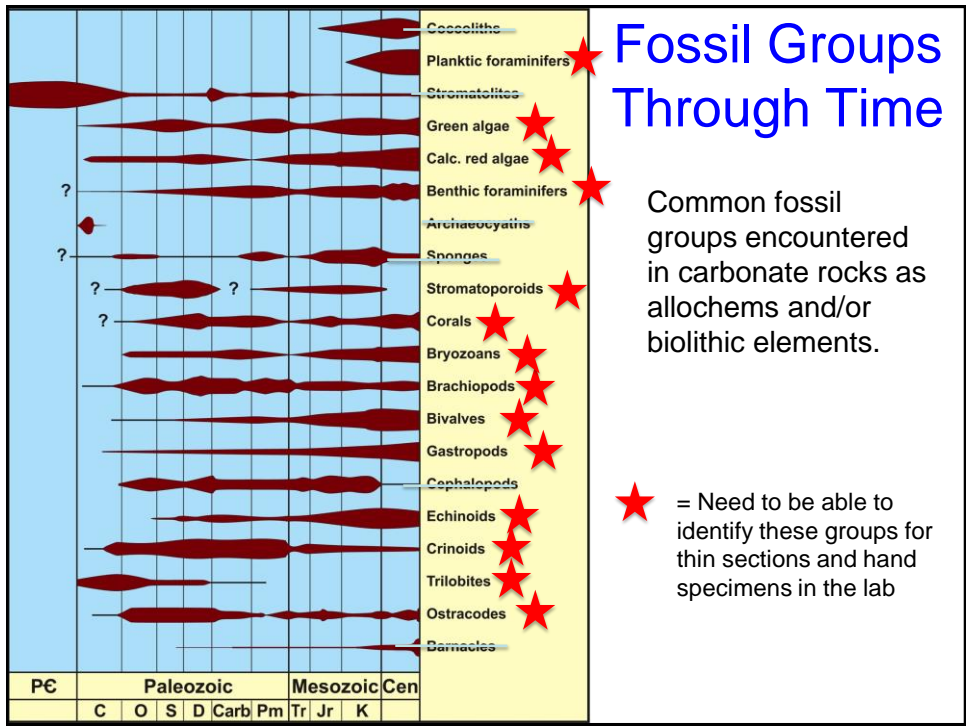 Fossil Groups
Through Time
Coccoliths
Planktic foraminifers
Stromatolites
Green algae
Calc. red algae
?
Benthic foraminifers
Archaeocyaths
?
Sponges
?
?
Stromatoporoids
?
Corals
Bryozoans
Brachiopods
Bivalves
Gastropods
Cephalopods
Echinoids
Crinoids
Trilobites
Ostracodes
Barnacles
P€ Paleozoic Mesozoic Cen
C O S D Carb Pm Tr Jr K
Common fossil
groups encountered
in carbonate rocks as
allochems and/or
biolithic elements.
= Need to be able to
identify these groups for
thin sections and hand
specimens in the lab